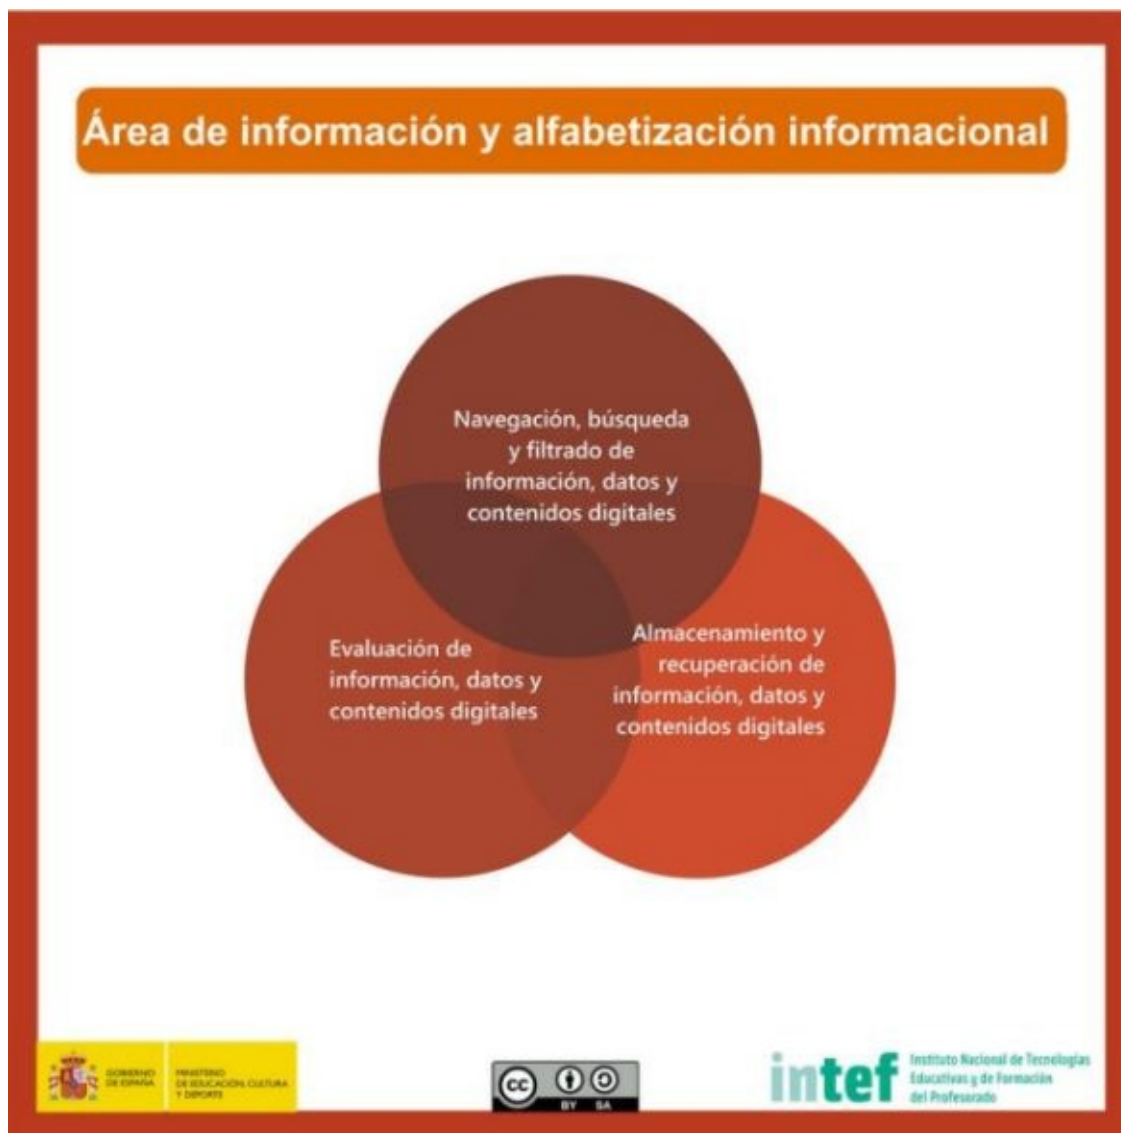 Área de información y alfabetización informacional
Navegación, búsqueda
y filtrado de
información, datos y
contenidos digitales
Evaluación de
información, datos y
contenidos digitales
Almacenamiento y
recuperación de
información, datos y
contenidos digitales
GOBIERNO
DE ESPAÑA
MINISTERIO
DE EDUCACIÓN, CULTURA
Y DEPORTE
cc
BY SA
intef
Instituto Nacional de Tecnologías
Educativas y de Formación
del Profesorado